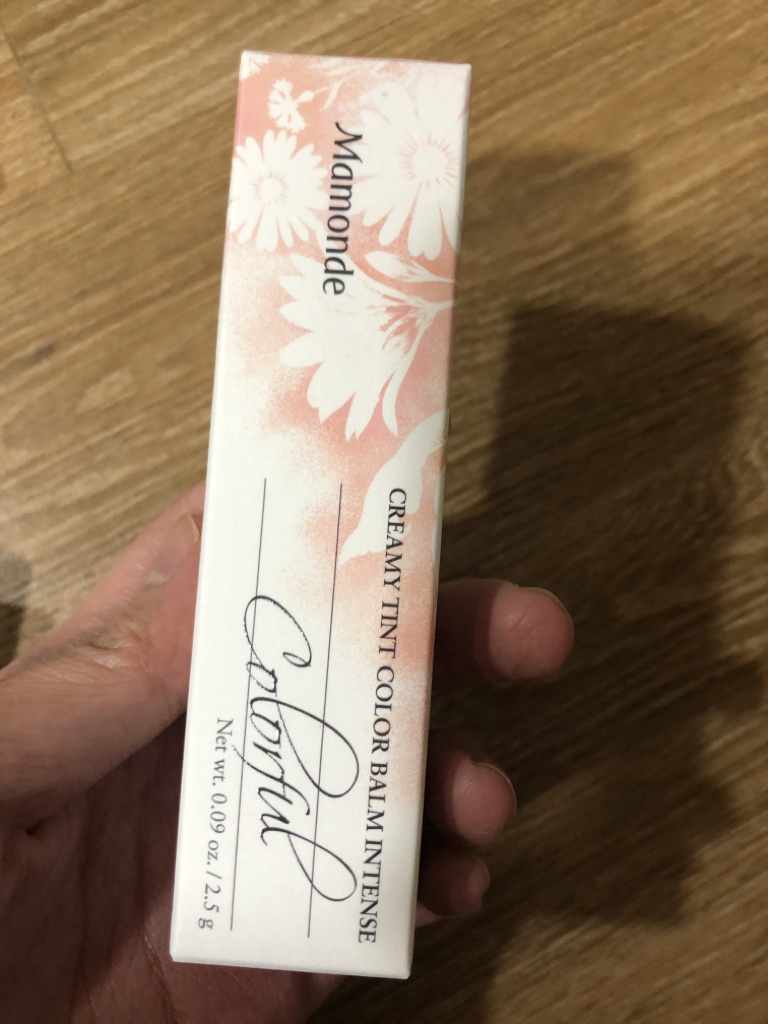 Mamonde
CREAMY TINT COLOR BALM INTENSE
Colorful
Net wt. 0.09 oz. / 2.5 g